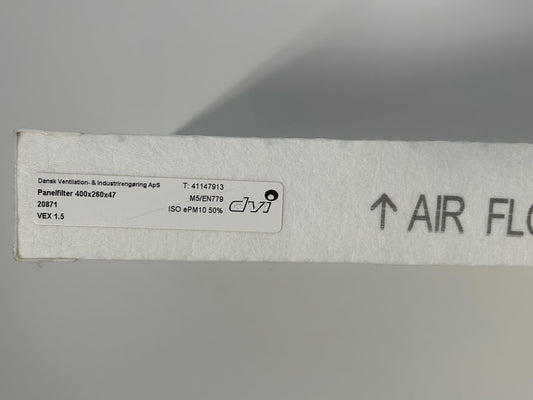 Dansk Ventilation- & Industrirengøring ApS
T: 41147913
Panelfilter 400x260x47
M5/EN779
20871
ISO ePM10 50%
VEX 1.5
dvi
↑ AIR FLO